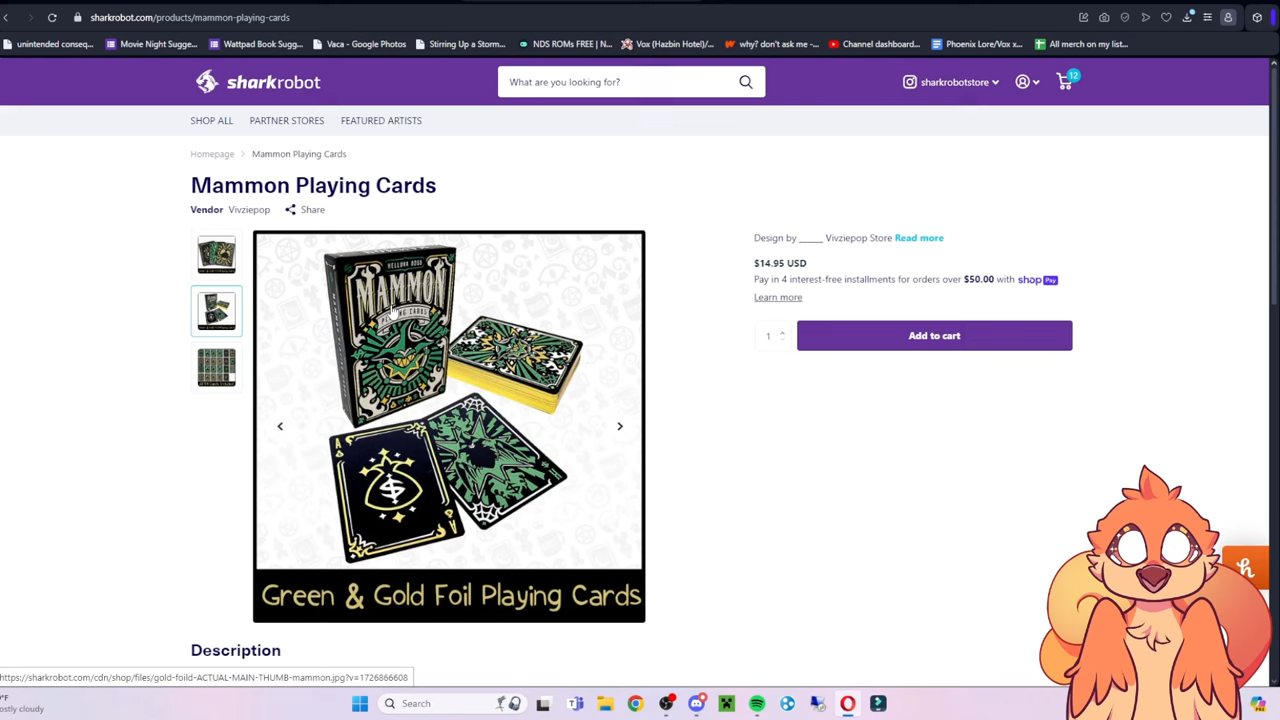 sharkrobot.com/products/mammon-playing-cards
unintended conseq... Movie Night Sugge... Wattpad Book Sugg... Vaca - Google Photos Stirring Up a Storm... NDS ROMs FREE | N... Vox (Hazbin Hotel)/... why? don't ask me -... Channel dashboard... Phoenix Lore/Vox x... All merch on my list...
sharkrobot
What are you looking for?
sharkrobotstore
12
SHOP ALL PARTNER STORES FEATURED ARTISTS
Homepage > Mammon Playing Cards
Mammon Playing Cards
Vendor Vivziepop Share
Design by _____ Vivziepop Store Read more
$14.95 USD
Pay in 4 interest-free installments for orders over $50.00 with shop Pay
Learn more
1 Add to cart
HELLUVA BOSS
MAMMON
PLAYING CARDS
A
A
Green & Gold Foil Playing Cards
Description
https://sharkrobot.com/cdn/shop/files/gold-foild-ACTUAL-MAIN-THUMB-mammon.jpg?v=1726866608
Search